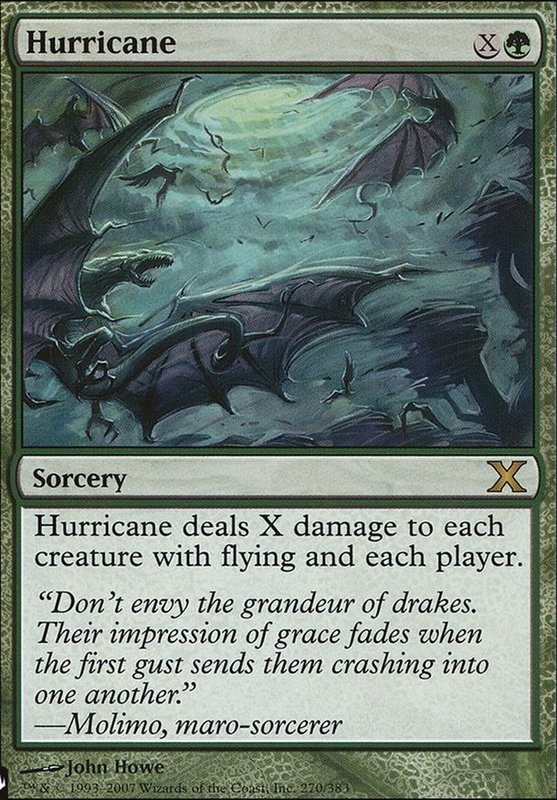 Hurricane X
Sorcery X
Hurricane deals X damage to each
creature with flying and each player.
“Don’t envy the grandeur of drakes.
Their impression of grace fades when
the first gust sends them crashing into
one another.”
—Molimo, maro-sorcerer
John Howe
™ & © 1993–2007 Wizards of the Coast, Inc. 270/383